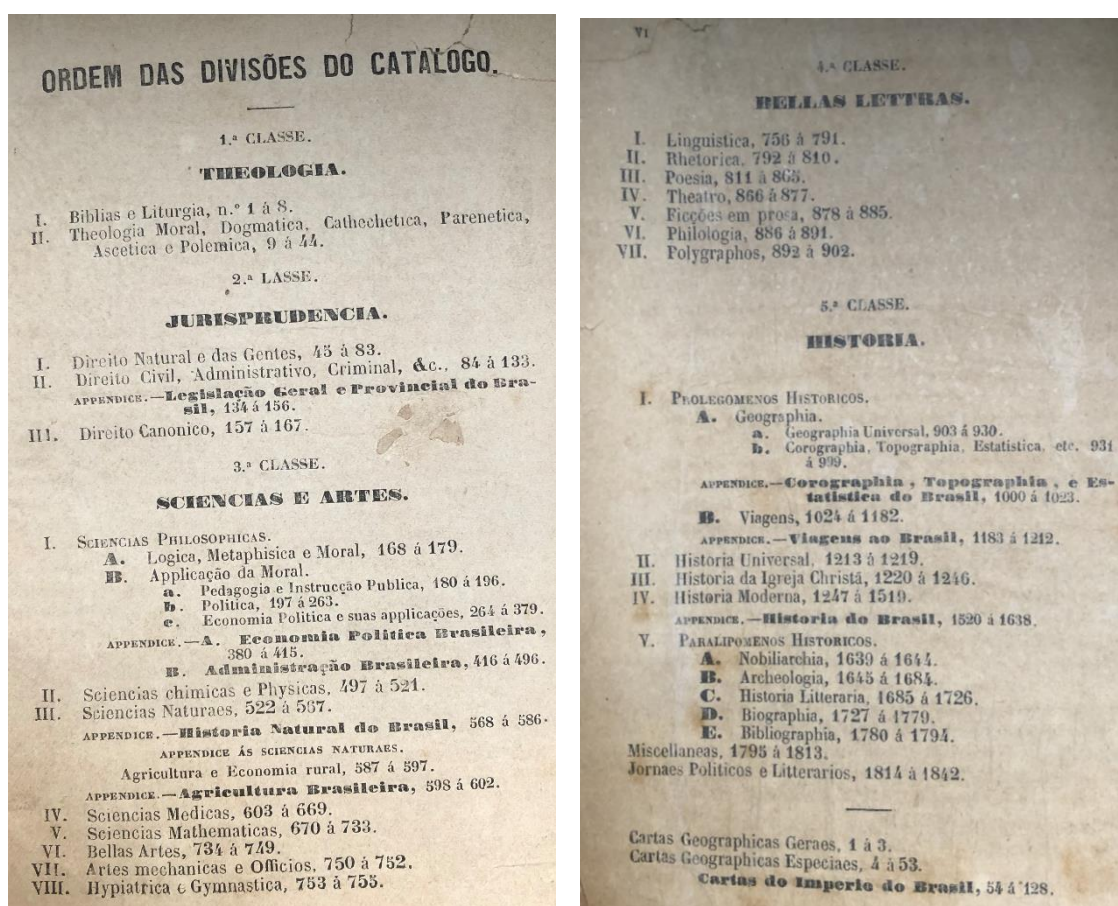 ORDEM DAS DIVISÕES DO CATALOGO.
1.ª CLASSE.
THEOLOGIA.
I. Biblias e Liturgia, n.º 1 á 8.
II. Theologia Moral, Dogmatica, Cathechetica, Parenetica,
Ascetica e Polemica, 9 á 44.
2.ª LASSE.
JURISPRUDENCIA.
I. Direito Natural e das Gentes, 45 á 83.
II. Direito Civil, Administrativo, Criminal, &c., 84 á 133.
APPENDICE.—Legislação Geral e Provincial do Bra-
sil, 134 á 156.
III. Direito Canonico, 157 á 167.
3.ª CLASSE.
SCIENCIAS E ARTES.
I. SCIENCIAS PHILOSOPHICAS.
A. Logica, Metaphisica e Moral, 168 á 179.
B. Applicação da Moral.
a. Pedagogia e Instrucção Publica, 180 á 196.
b. Politica, 197 á 263.
c. Economia Politica e suas applicações, 264 á 379.
APPENDICE.—A. Economia Politica Brasileira,
380 á 415.
B. Administração Brasileira, 416 á 496.
II. Sciencias chimicas e Physicas, 497 á 521.
III. Sciencias Naturaes, 522 á 567.
APPENDICE.—Historia Natural do Brasil, 568 á 586.
APPENDICE ÁS SCIENCIAS NATURAES.
Agricultura e Economia rural, 587 á 597.
APPENDICE.—Agricultura Brasileira, 598 á 602.
IV. Sciencias Medicas, 603 á 669.
V. Sciencias Mathematicas, 670 á 733.
VI. Bellas Artes, 734 á 749.
VII. Artes mechanicas e Officios, 750 á 752.
VIII. Hypiatrica e Gymnastica, 753 á 755.
VI
4.ª CLASSE.
BELLAS LETTRAS.
I. Linguistica, 756 á 791.
II. Rhetorica, 792 á 810.
III. Poesia, 811 á 865.
IV. Theatro, 866 á 877.
V. Ficções em prosa, 878 á 885.
VI. Philologia, 886 á 891.
VII. Polygraphos, 892 á 902.
5.ª CLASSE.
HISTORIA.
I. PROLEGOMENOS HISTORICOS.
A. Geographia.
a. Geographia Universal, 903 á 930.
b. Corographia, Topographia, Estatistica, etc. 931
á 999.
APPENDICE.—Corographia, Topographia, e Es-
tatistica do Brasil, 1000 á 1023.
B. Viagens, 1024 á 1182.
APPENDICE.—Viagens ao Brasil, 1183 á 1212.
II. Historia Universal, 1213 á 1219.
III. Historia da Igreja Christã, 1220 á 1246.
IV. Historia Moderna, 1247 á 1519.
APPENDICE.—Historia do Brasil, 1520 á 1638.
V. PARALIPOMENOS HISTORICOS.
A. Nobiliarchia, 1639 á 1644.
B. Archeologia, 1645 á 1684.
C. Historia Litteraria, 1685 á 1726.
D. Biographia, 1727 á 1779.
E. Bibliographia, 1780 á 1794.
Miscellaneas, 1795 á 1813.
Jornaes Politicos e Litterarios, 1814 á 1842.
Cartas Geographicas Geraes, 1 á 3.
Cartas Geographicas Especiaes, 4 á 53.
Cartas do Imperio do Brasil, 54 á 128.